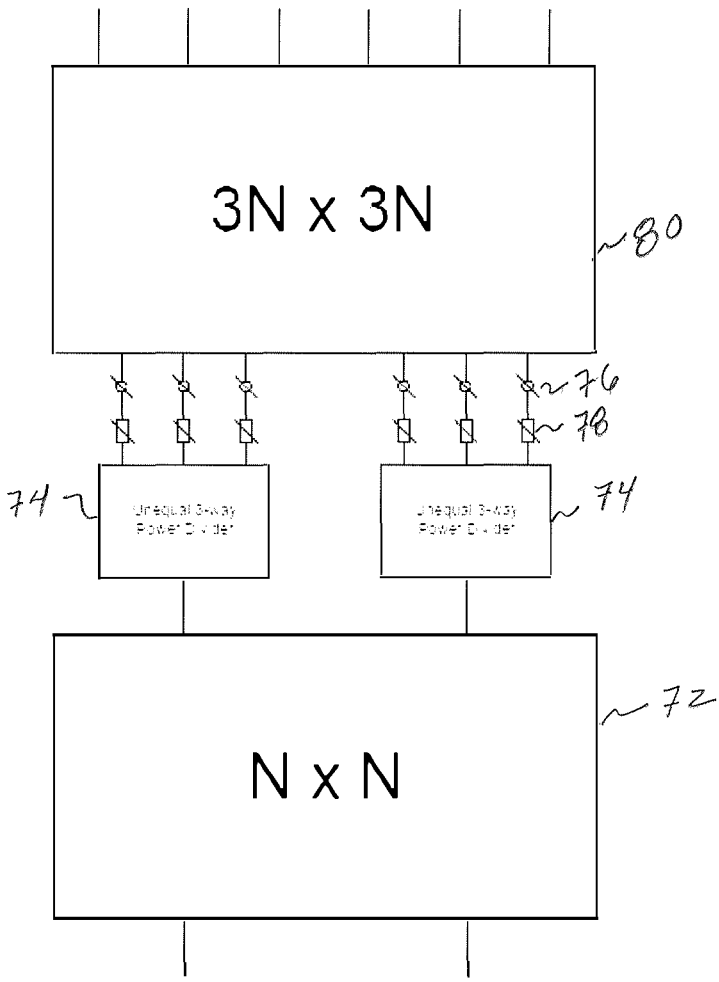 3N x 3N
80
76
78
74
Unequal 3-way
Power Divider
74
Unequal 3-way
Power Divider
72
N x N